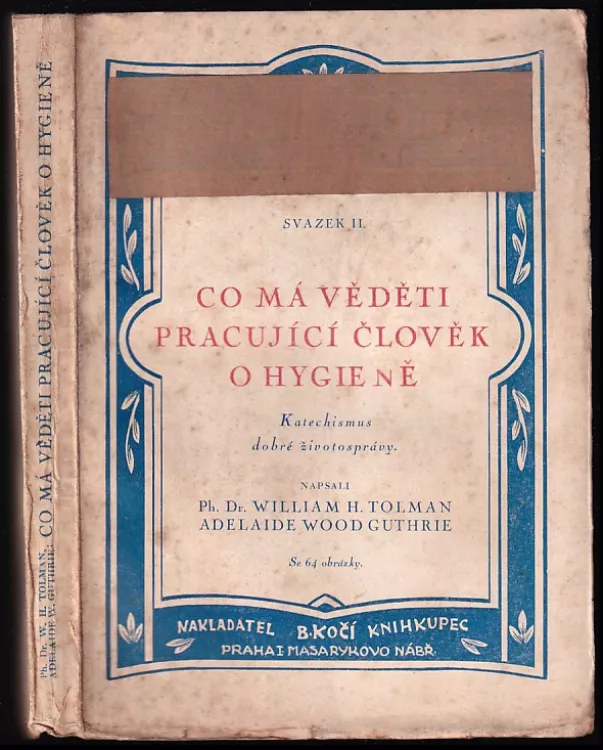 Ph. Dr. W. H. TOLMAN,
ADELAIDE W. GUTHRIE: CO MÁ VĚDĚTI PRACUJÍCÍ ČLOVĚK O HYGIENĚ
SVAZEK II.
CO MÁ VĚDĚTI
PRACUJÍCÍ ČLOVĚK
O HYGIENĚ
Katechismus
dobré životosprávy.
NAPSALI
Ph. Dr. WILLIAM H. TOLMAN
ADELAIDE WOOD GUTHRIE
Se 64 obrázky.
NAKLADATEL B. KOČÍ KNIHKUPEC
PRAHA I. MASARYKOVO NÁBŘ.